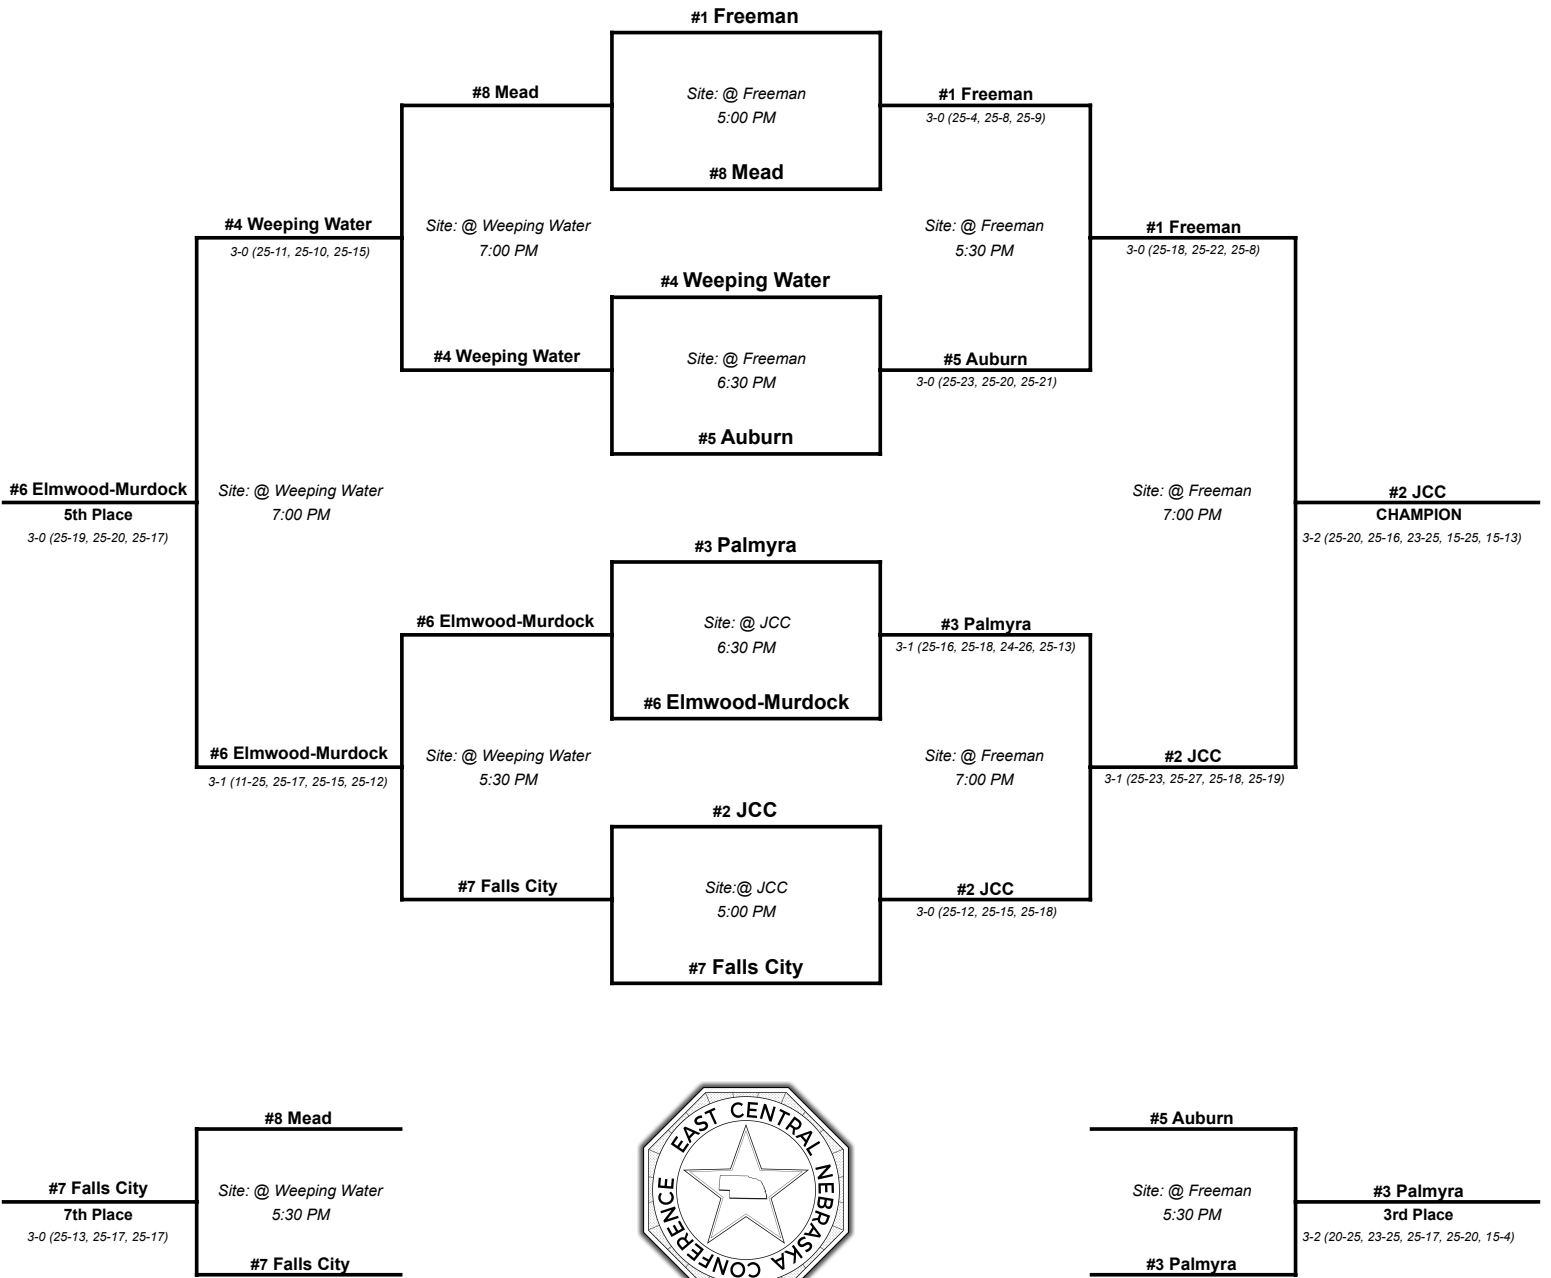 #1 Freeman
#8 Mead
Site: @ Freeman
5:00 PM
#1 Freeman
3-0 (25-4, 25-8, 25-9)
#8 Mead
#4 Weeping Water
3-0 (25-11, 25-10, 25-15)
Site: @ Weeping Water
7:00 PM
Site: @ Freeman
5:30 PM
#1 Freeman
3-0 (25-18, 25-22, 25-8)
#4 Weeping Water
#4 Weeping Water
Site: @ Freeman
6:30 PM
#5 Auburn
3-0 (25-23, 25-20, 25-21)
#5 Auburn
#6 Elmwood-Murdock
5th Place
3-0 (25-19, 25-20, 25-17)
Site: @ Weeping Water
7:00 PM
Site: @ Freeman
7:00 PM
#2 JCC
CHAMPION
3-2 (25-20, 25-16, 23-25, 15-25, 15-13)
#3 Palmyra
#6 Elmwood-Murdock
Site: @ JCC
6:30 PM
#3 Palmyra
3-1 (25-16, 25-18, 24-26, 25-13)
#6 Elmwood-Murdock
#6 Elmwood-Murdock
3-1 (11-25, 25-17, 25-15, 25-12)
Site: @ Weeping Water
5:30 PM
Site: @ Freeman
7:00 PM
#2 JCC
3-1 (25-23, 25-27, 25-18, 25-19)
#2 JCC
#7 Falls City
Site:@ JCC
5:00 PM
#2 JCC
3-0 (25-12, 25-15, 25-18)
#7 Falls City
#8 Mead
#7 Falls City
7th Place
3-0 (25-13, 25-17, 25-17)
Site: @ Weeping Water
5:30 PM
#7 Falls City
EAST CENTRAL NEBRASKA CONFERENCE
#5 Auburn
Site: @ Freeman
5:30 PM
#3 Palmyra
3rd Place
3-2 (20-25, 23-25, 25-17, 25-20, 15-4)
#3 Palmyra